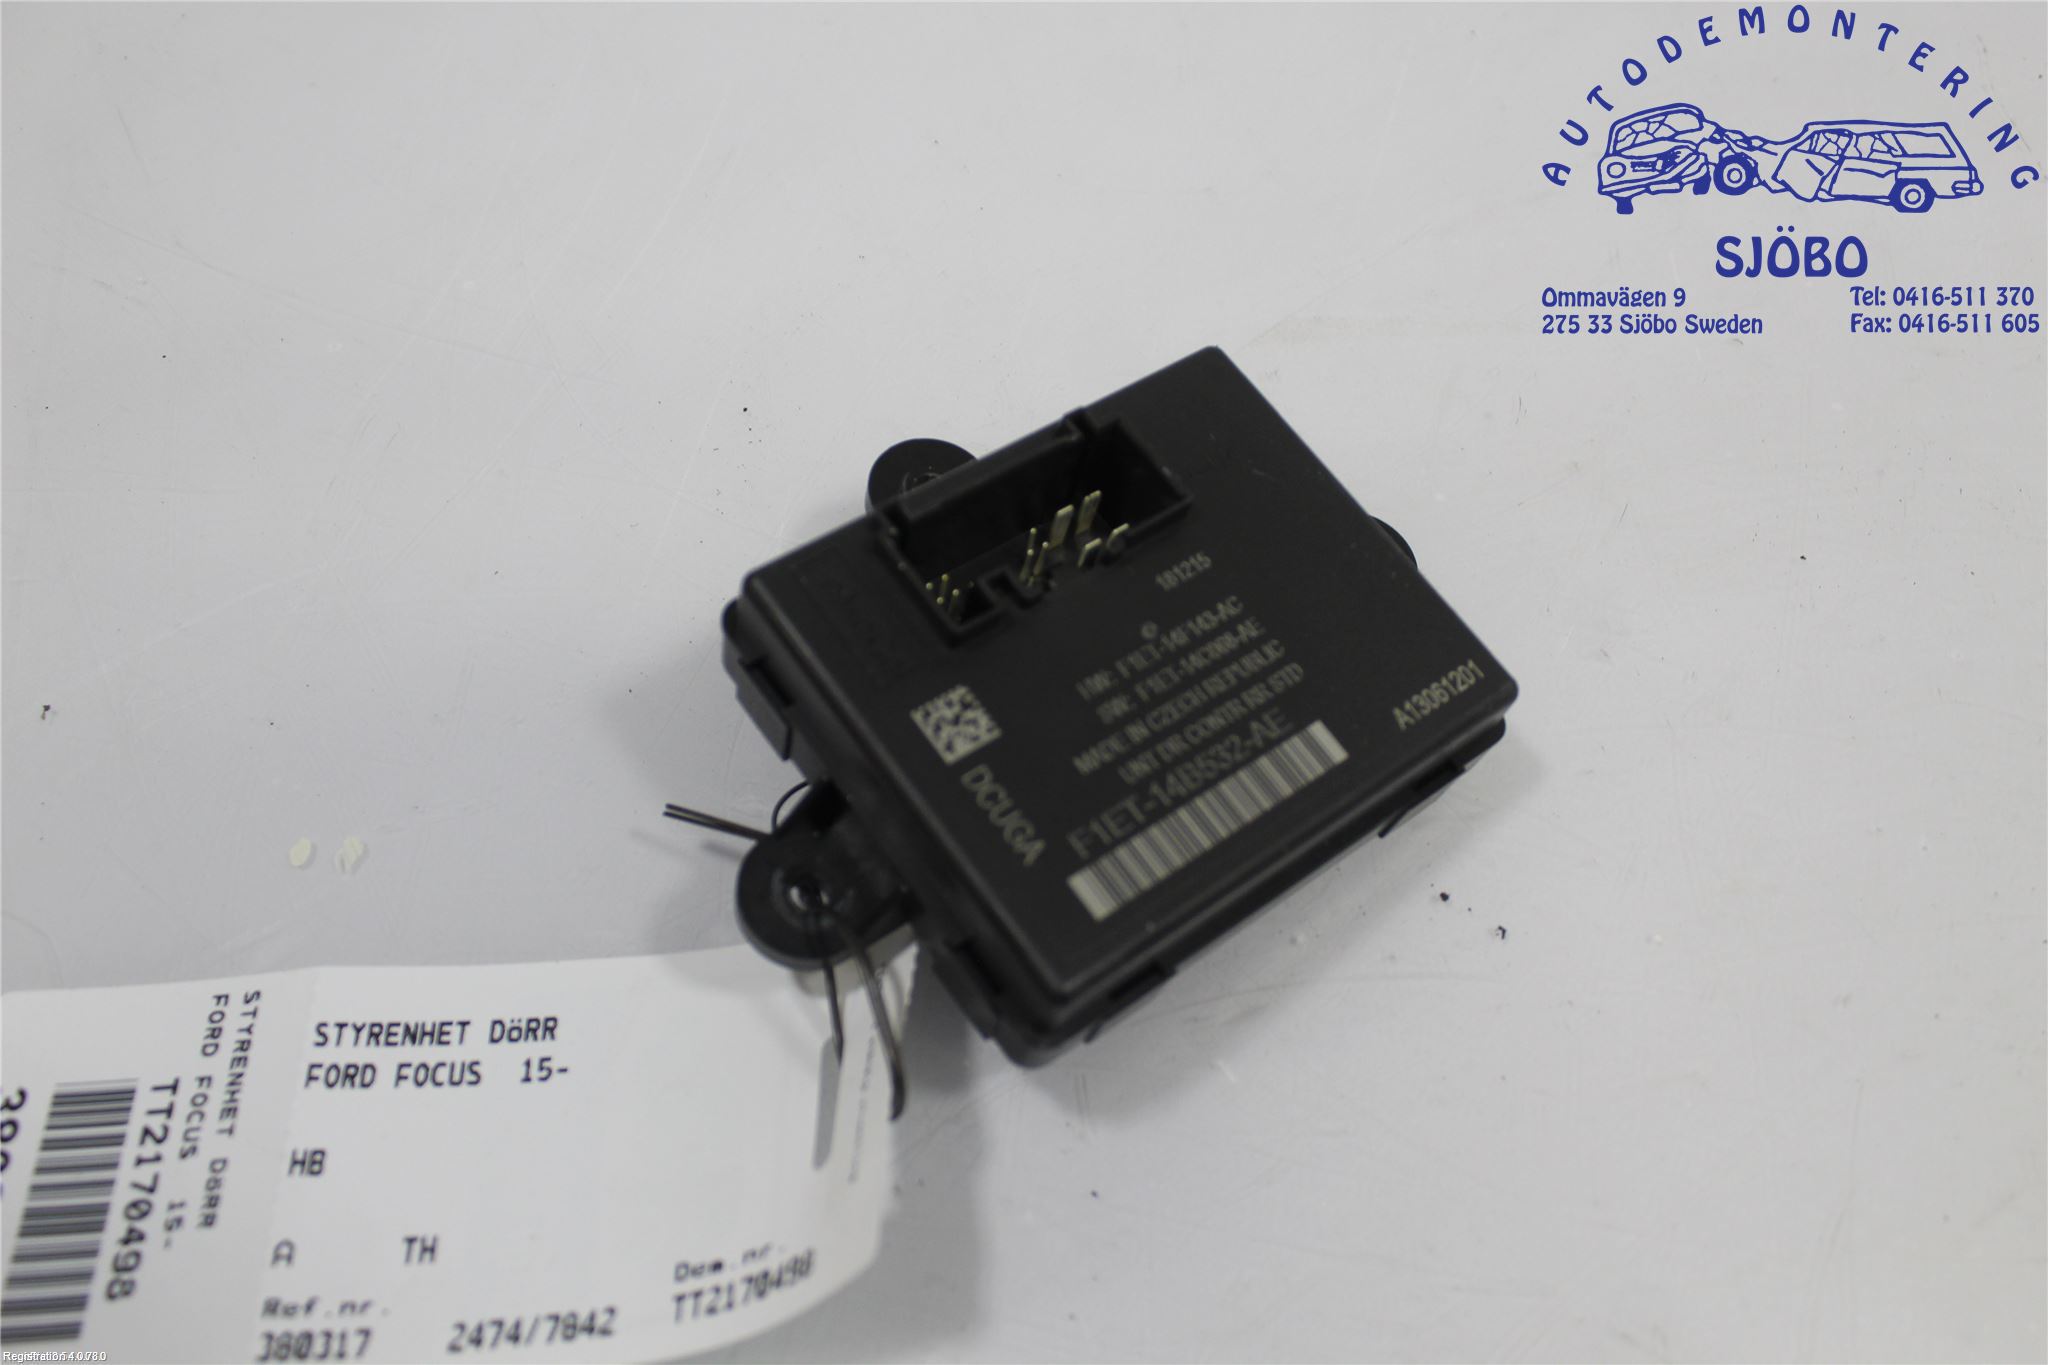 AUTODEMONTERING
SJÖBO
Ommavägen 9
275 33 Sjöbo Sweden
Tel: 0416-511 370
Fax: 0416-511 605
181215
HW: F1ET-14F143-AC
SW: F1ET-14C068-AE
MADE IN CZECH REPUBLIC
UNT DR CONTR RR STD
F1ET-14B532-AE
A13061201
DCUGA
STYRENHET DöRR
FORD FOCUS 15-
HB
A TH
Ref.nr.
380317
2474/7842
Dem.nr.
TT2170498
STYRENHET DöRR
FORD FOCUS 15-
TT2170498